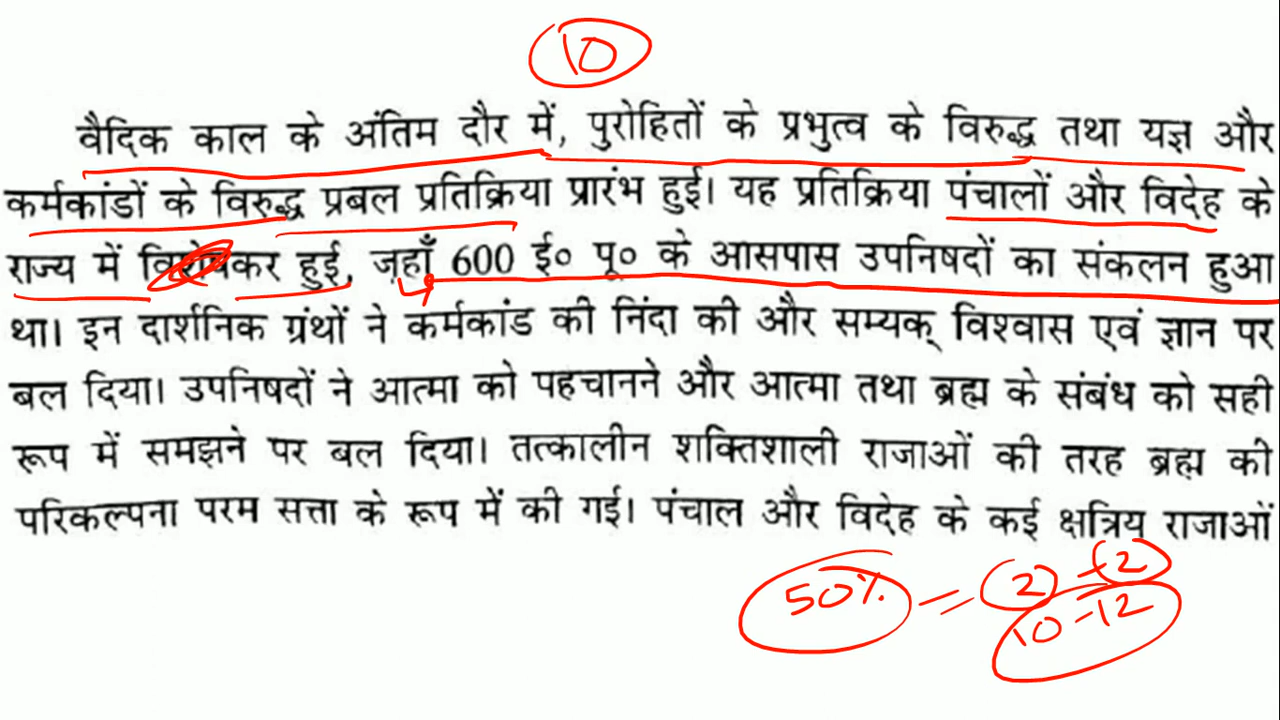 10
वैदिक काल के अंतिम दौर में, पुरोहितों के प्रभुत्व के विरुद्ध तथा यज्ञ और
कर्मकांडों के विरुद्ध प्रबल प्रतिक्रिया प्रारंभ हुई। यह प्रतिक्रिया पंचालों और विदेह के
राज्य में विशेषकर हुई, जहाँ 600 ई० पू० के आसपास उपनिषदों का संकलन हुआ
था। इन दार्शनिक ग्रंथों ने कर्मकांड की निंदा की और सम्यक् विश्वास एवं ज्ञान पर
बल दिया। उपनिषदों ने आत्मा को पहचानने और आत्मा तथा ब्रह्म के संबंध को सही
रूप में समझने पर बल दिया। तत्कालीन शक्तिशाली राजाओं की तरह ब्रह्म की
परिकल्पना परम सत्ता के रूप में की गई। पंचाल और विदेह के कई क्षत्रिय राजाओं
50% = 2 - 2
10 - 12